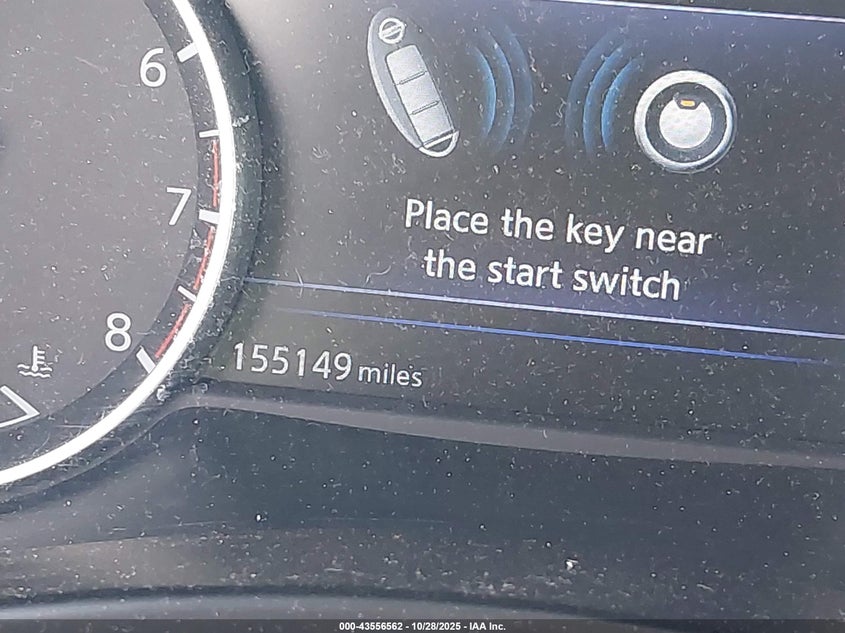 6
7
8
Place the key near
the start switch
155149 miles
000-43556562 - 10/28/2025 - IAA Inc.